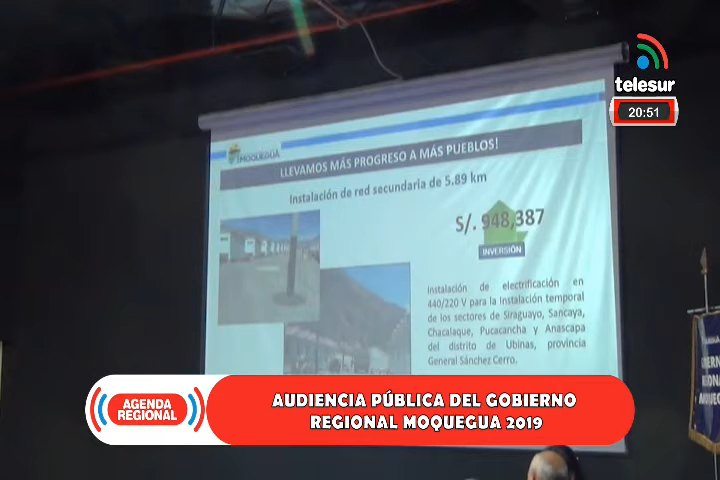 telesur
20:51
MOQUEGUA
LLEVAMOS MÁS PROGRESO A MÁS PUEBLOS!
Instalación de red secundaria de 5.89 km
S/. 948,387
INVERSIÓN
Instalación de electrificación en
440/220 V para la Instalación temporal
de los sectores de Siraguayo, Sancaya,
Chacalaque, Pucacancha y Anascapa
del distrito de Ubinas, provincia
General Sánchez Cerro.
AGENDA
REGIONAL
AUDIENCIA PÚBLICA DEL GOBIERNO
REGIONAL MOQUEGUA 2019